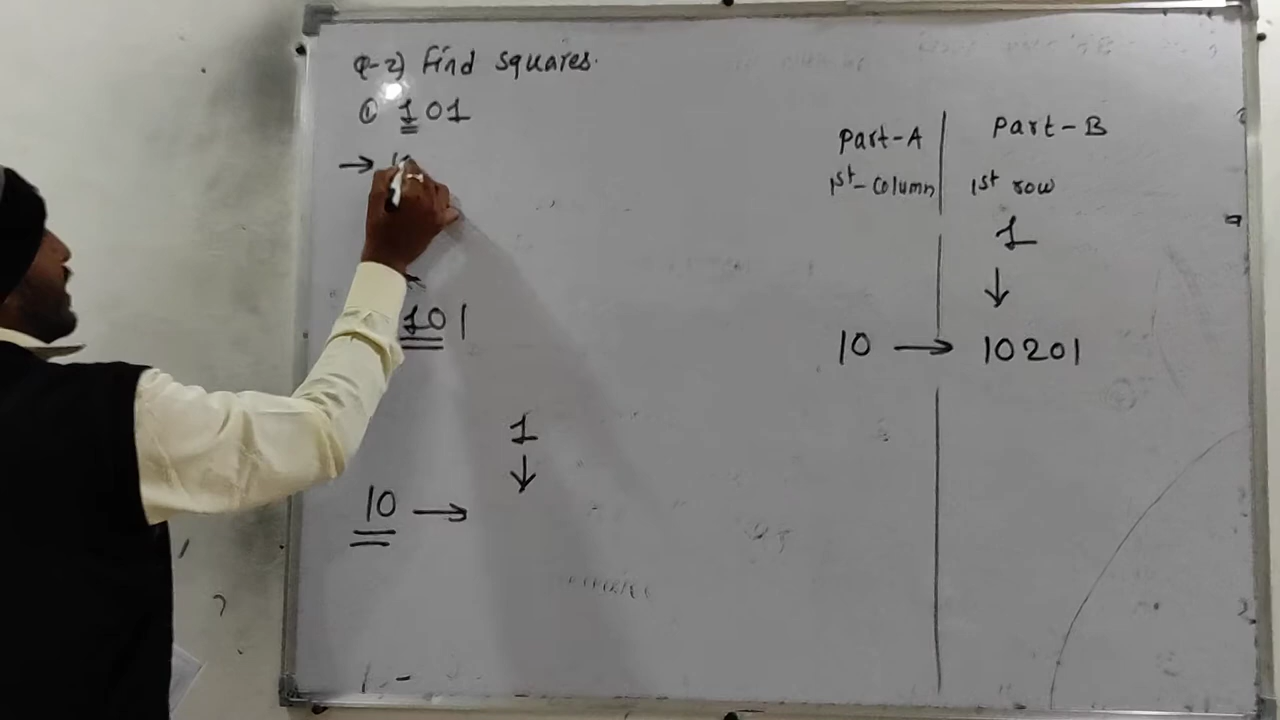 Q-2) Find squares.
① 101
→
101
1
↓
10 →
Part-A
1st-column
Part-B
1st row
1
↓
10 → 10201